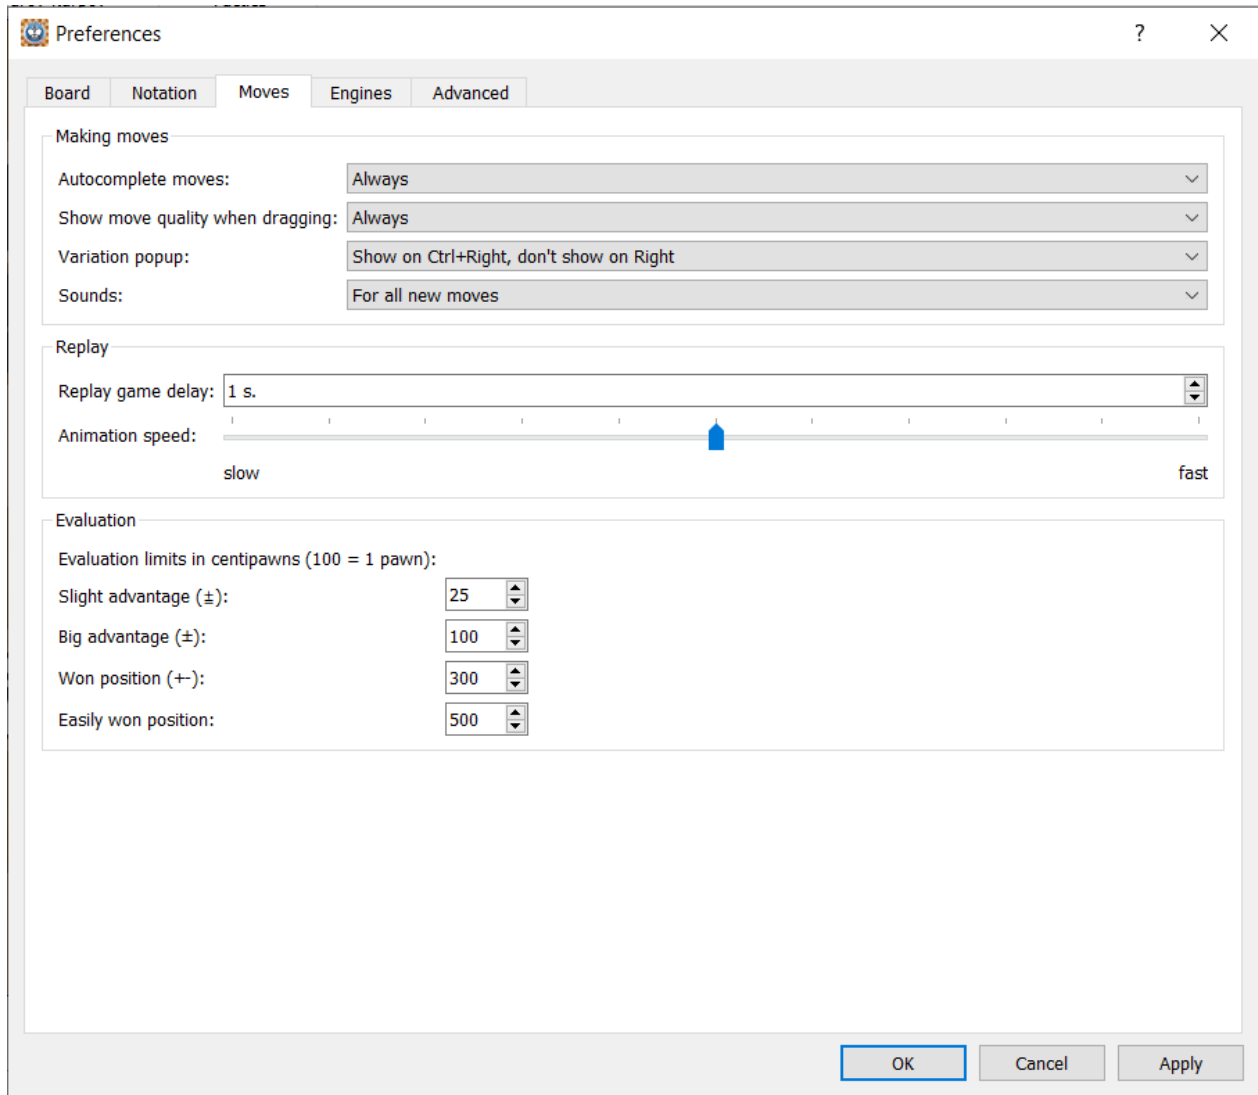 Preferences
?
Board Notation Moves Engines Advanced
Making moves
Autocomplete moves: Always
Show move quality when dragging: Always
Variation popup: Show on Ctrl+Right, don't show on Right
Sounds: For all new moves
Replay
Replay game delay: 1 s.
Animation speed:
slow fast
Evaluation
Evaluation limits in centipawns (100 = 1 pawn):
Slight advantage (⩲): 25
Big advantage (±): 100
Won position (+-): 300
Easily won position: 500
OK Cancel Apply